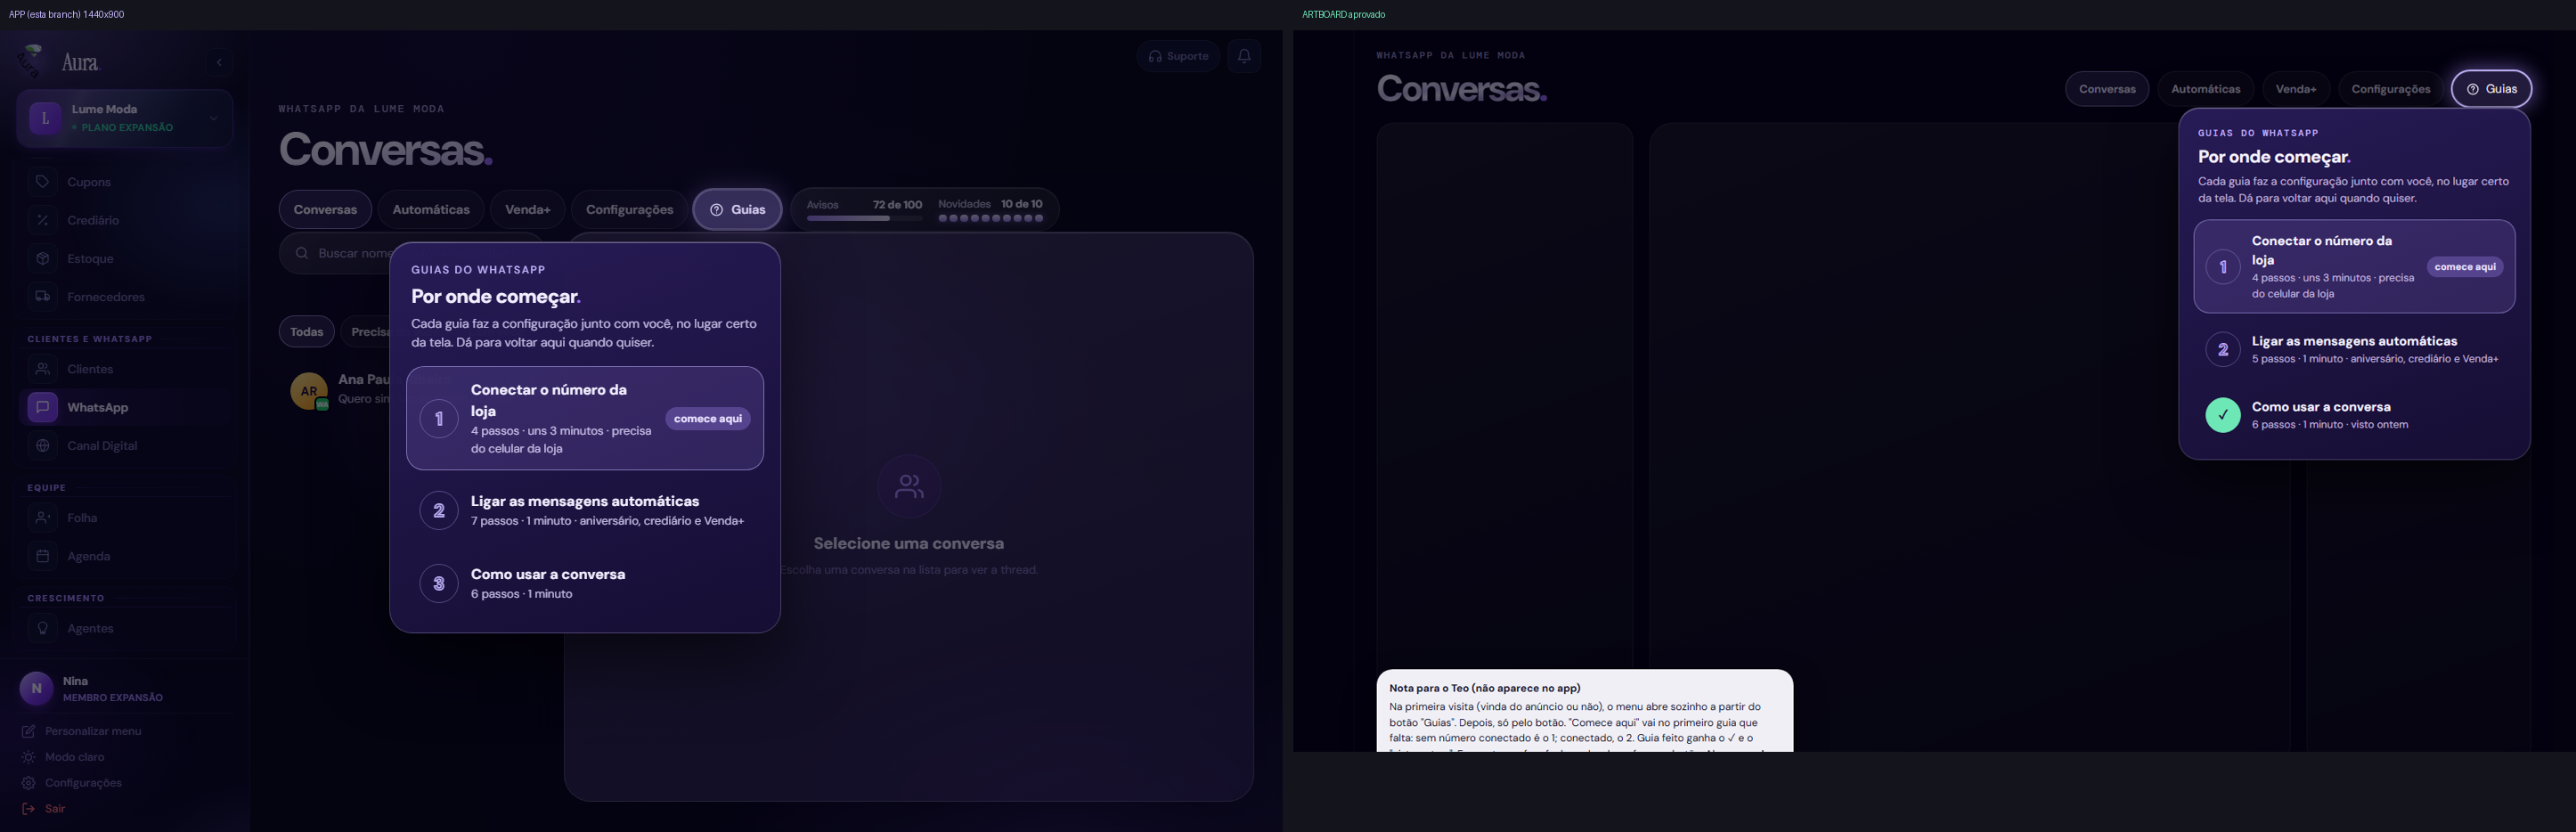 APP (esta branch) 1440x900
Aura
Aura.
Suporte
L
Lume Moda
PLANO EXPANSÃO
Cupons
Crediário
Estoque
Fornecedores
CLIENTES E WHATSAPP
Clientes
WhatsApp
Canal Digital
EQUIPE
Folha
Agenda
CRESCIMENTO
Agentes
N
Nina
MEMBRO EXPANSÃO
Personalizar menu
Modo claro
Configurações
Sair
WHATSAPP DA LUME MODA
Conversas.
Conversas
Automáticas
Venda+
Configurações
Guias
Avisos 72 de 100
Novidades 10 de 10
Buscar nome
Todas
Precisa
AR
Ana Pau
Quero sin
GUIAS DO WHATSAPP
Por onde começar.
Cada guia faz a configuração junto com você, no lugar certo
da tela. Dá para voltar aqui quando quiser.
1
Conectar o número da
loja
4 passos · uns 3 minutos · precisa
do celular da loja
comece aqui
2
Ligar as mensagens automáticas
7 passos · 1 minuto · aniversário, crediário e Venda+
3
Como usar a conversa
6 passos · 1 minuto
Selecione uma conversa
Escolha uma conversa na lista para ver a thread.
ARTBOARD aprovado
WHATSAPP DA LUME MODA
Conversas.
Conversas
Automáticas
Venda+
Configurações
Guias
GUIAS DO WHATSAPP
Por onde começar.
Cada guia faz a configuração junto com você, no lugar certo
da tela. Dá para voltar aqui quando quiser.
1
Conectar o número da
loja
4 passos · uns 3 minutos · precisa
do celular da loja
comece aqui
2
Ligar as mensagens automáticas
5 passos · 1 minuto · aniversário, crediário e Venda+
✓
Como usar a conversa
6 passos · 1 minuto · visto ontem
Nota para o Teo (não aparece no app)
Na primeira visita (vinda do anúncio ou não), o menu abre sozinho a partir do
botão "Guias". Depois, só pelo botão. "Comece aqui" vai no primeiro guia que
falta: sem número conectado é o 1; conectado, o 2. Guia feito ganha o ✓ e o